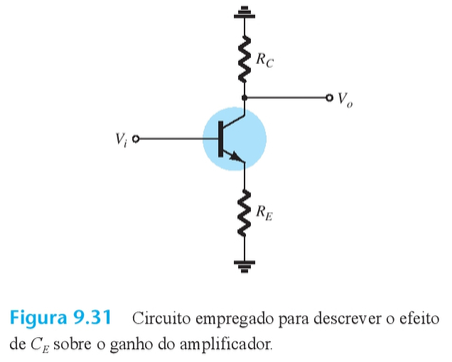 R_C
V_o
V_i
R_E
Figura 9.31 Circuito empregado para descrever o efeito
de C_E sobre o ganho do amplificador.